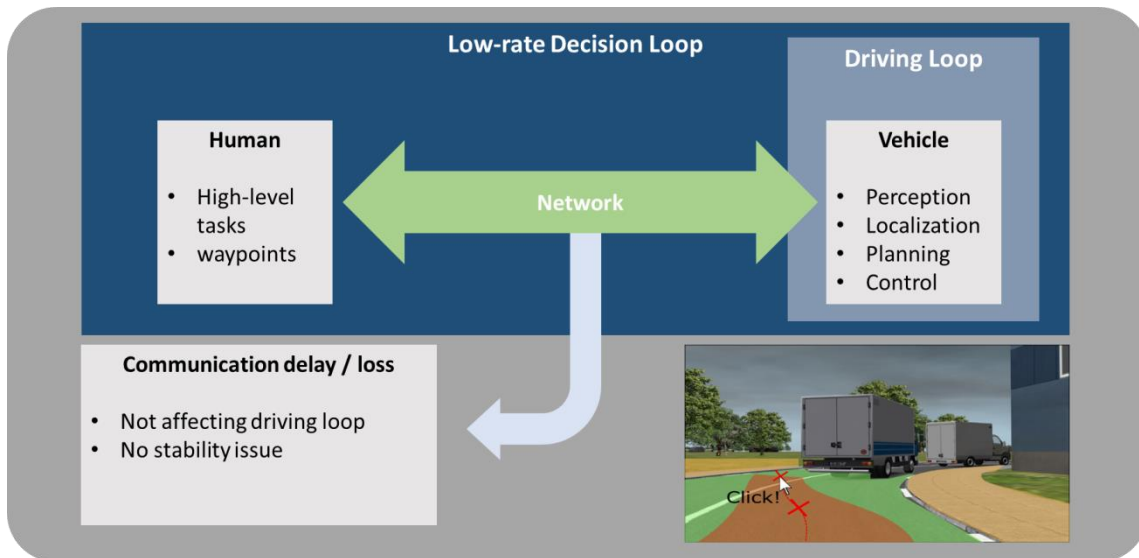 Low-rate Decision Loop
Driving Loop
Human
• High-level
tasks
• waypoints
Network
Vehicle
• Perception
• Localization
• Planning
• Control
Communication delay / loss
• Not affecting driving loop
• No stability issue
Click!